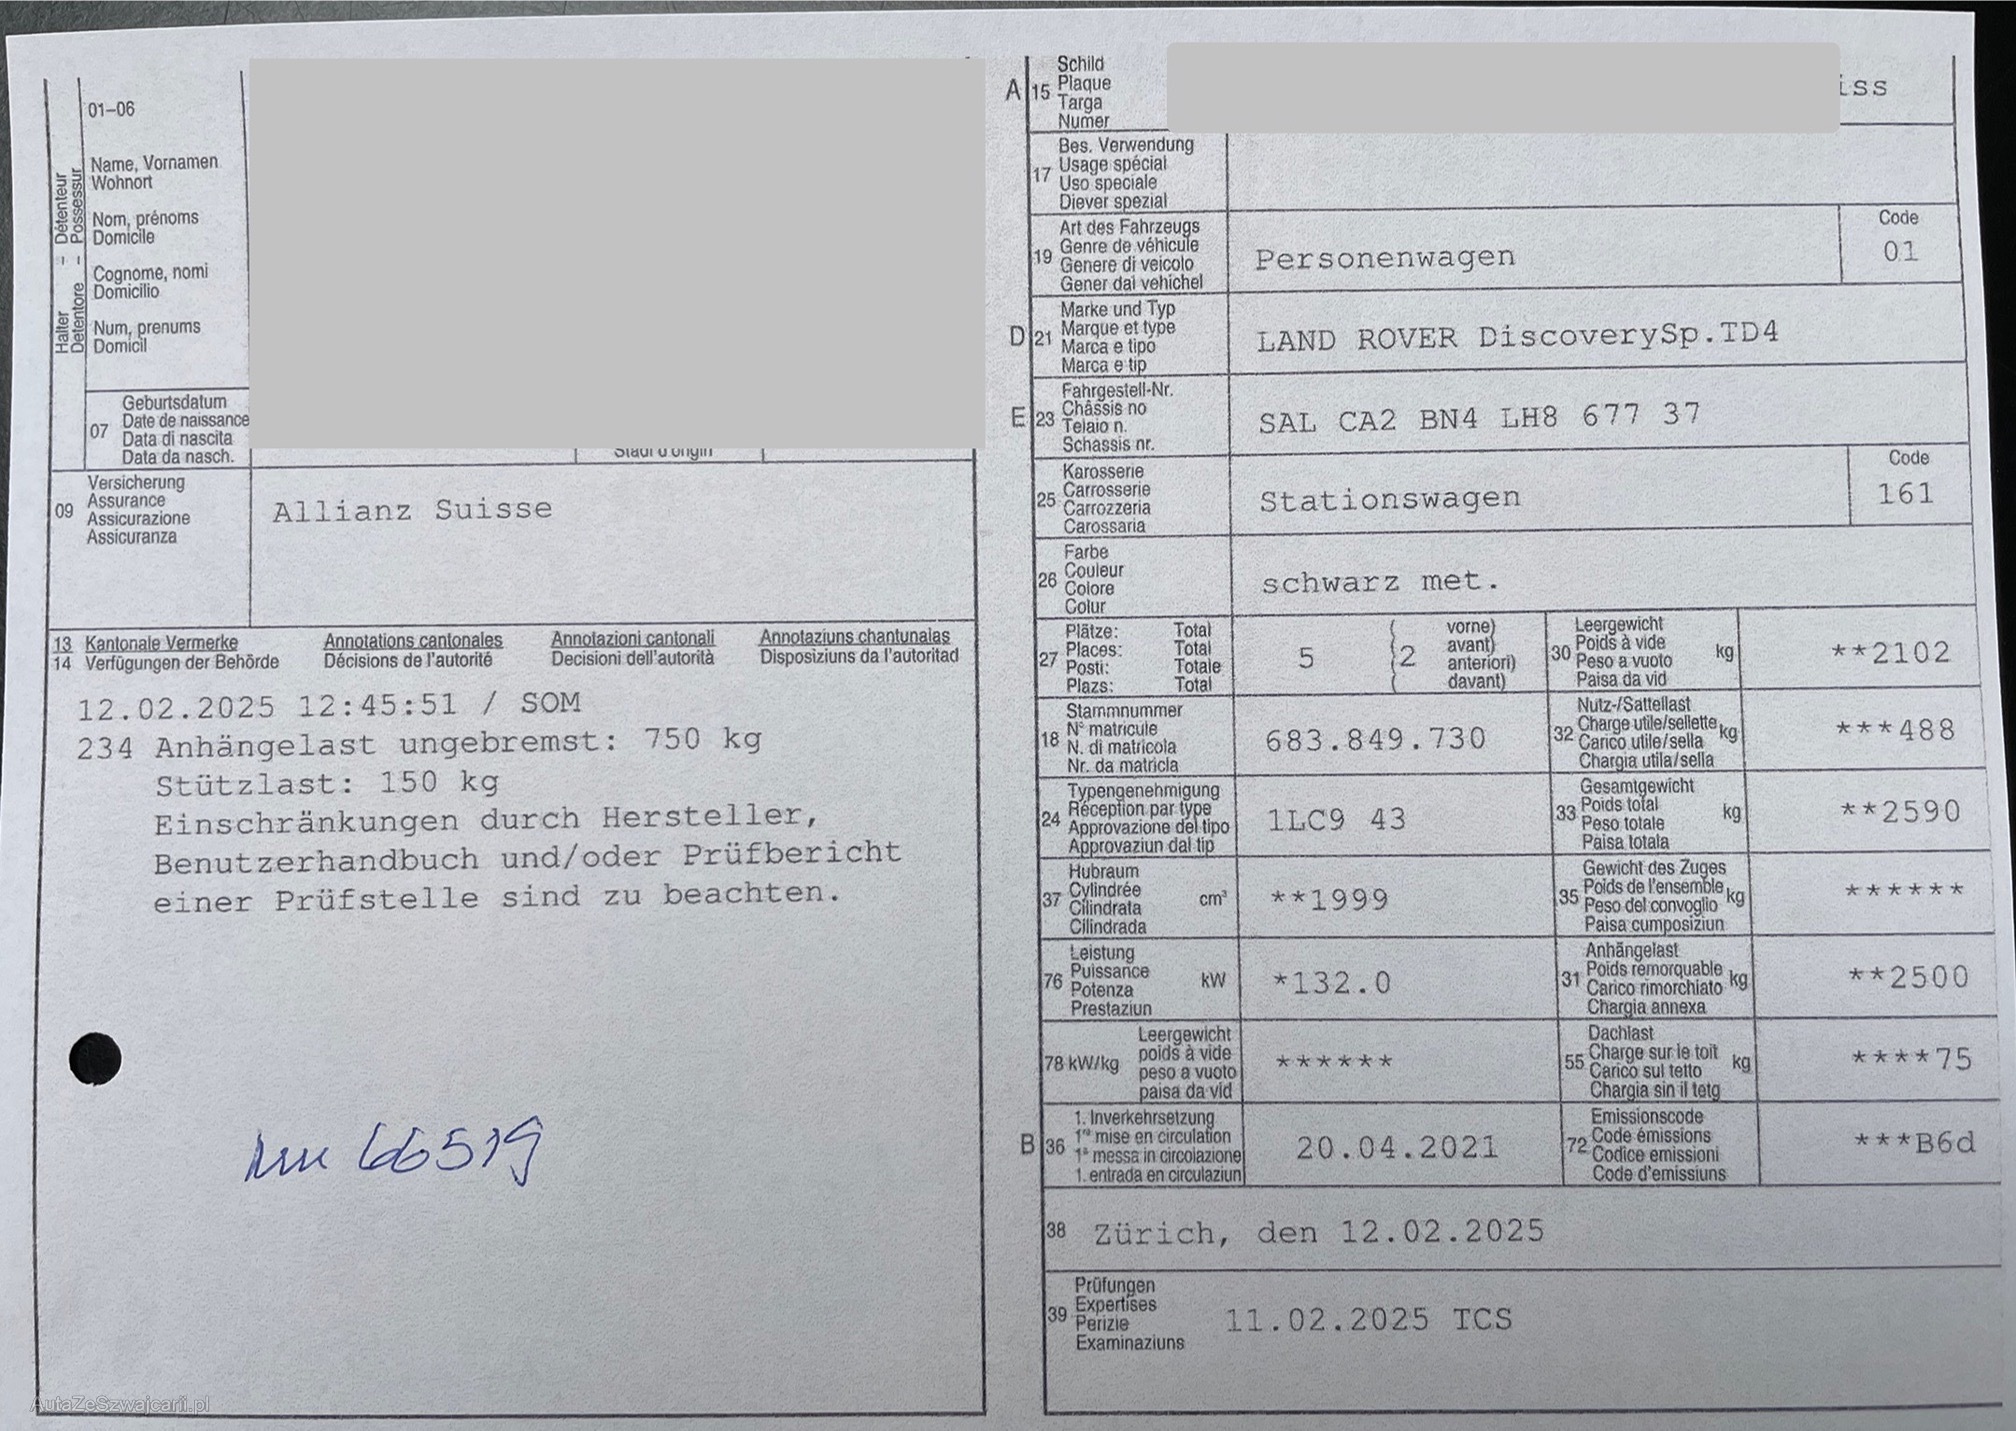 01–06
Halter – Détenteur
Detentore – Possessur
Name, Vornamen
Wohnort
Nom, prénoms
Domicile
Cognome, nomi
Domicilio
Num, prenums
Domicil
07
Geburtsdatum
Date de naissance
Data di nascita
Data da nasch.
09
Versicherung
Assurance
Assicurazione
Assicuranza
Allianz Suisse
13 Kantonale Vermerke Annotations cantonales Annotazioni cantonali Annotaziuns chantunalas
14 Verfügungen der Behörde Décisions de l'autorité Decisioni dell'autorità Disposiziuns da l'autoritad
12.02.2025 12:45:51 / SOM
234 Anhängelast ungebremst: 750 kg
Stützlast: 150 kg
Einschränkungen durch Hersteller,
Benutzerhandbuch und/oder Prüfbericht
einer Prüfstelle sind zu beachten.
66519
AutaZeSzwajcarii.pl
A 15
Schild
Plaque
Targa
Numer
iss
17
Bes. Verwendung
Usage spécial
Uso speciale
Diever spezial
19
Art des Fahrzeugs
Genre de véhicule
Genere di veicolo
Gener dal vehichel
Personenwagen
Code
01
D 21
Marke und Typ
Marque et type
Marca e tipo
Marca e tip
LAND ROVER DiscoverySp.TD4
E 23
Fahrgestell-Nr.
Châssis no
Telaio n.
Schassis nr.
SAL CA2 BN4 LH8 677 37
25
Karosserie
Carrosserie
Carrozzeria
Carossaria
Stationswagen
Code
161
26
Farbe
Couleur
Colore
Colur
schwarz met.
27
Plätze: Total
Places: Total
Posti: Totale
Plazs: Total
5
(2
vorne)
avant)
anteriori)
davant)
30
Leergewicht
Poids à vide
Peso a vuoto
Paisa da vid
kg
**2102
18
Stammnummer
N° matricule
N. di matricola
Nr. da matricla
683.849.730
32
Nutz-/Sattellast
Charge utile/sellette
Carico utile/sella
Chargia utila/sella
kg
***488
24
Typengenehmigung
Réception par type
Approvazione del tipo
Approvaziun dal tip
1LC9 43
33
Gesamtgewicht
Poids total
Peso totale
Paisa totala
kg
**2590
37
Hubraum
Cylindrée
Cilindrata
Cilindrada
cm³
**1999
35
Gewicht des Zuges
Poids de l'ensemble
Peso del convoglio
Paisa cumposiziun
kg
******
76
Leistung
Puissance
Potenza
Prestaziun
kW
*132.0
31
Anhängelast
Poids remorquable
Carico rimorchiato
Chargia annexa
kg
**2500
78 kW/kg
Leergewicht
poids à vide
peso a vuoto
paisa da vid
******
55
Dachlast
Charge sur le toit
Carico sul tetto
Chargia sin il tetg
kg
****75
B 36
1. Inverkehrsetzung
1re mise en circulation
1a messa in circolazione
1. entrada en circulaziun
20.04.2021
72
Emissionscode
Code émissions
Codice emissioni
Code d'emissiuns
***B6d
38 Zürich, den 12.02.2025
39
Prüfungen
Expertises
Perizie
Examinaziuns
11.02.2025 TCS